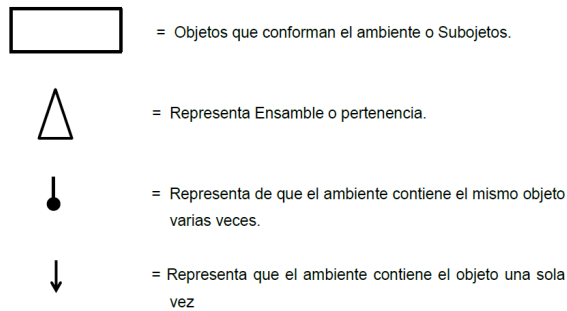 = Objetos que conforman el ambiente o Subojetos.
= Representa Ensamble o pertenencia.
= Representa de que el ambiente contiene el mismo objeto
varias veces.
= Representa que el ambiente contiene el objeto una sola
vez